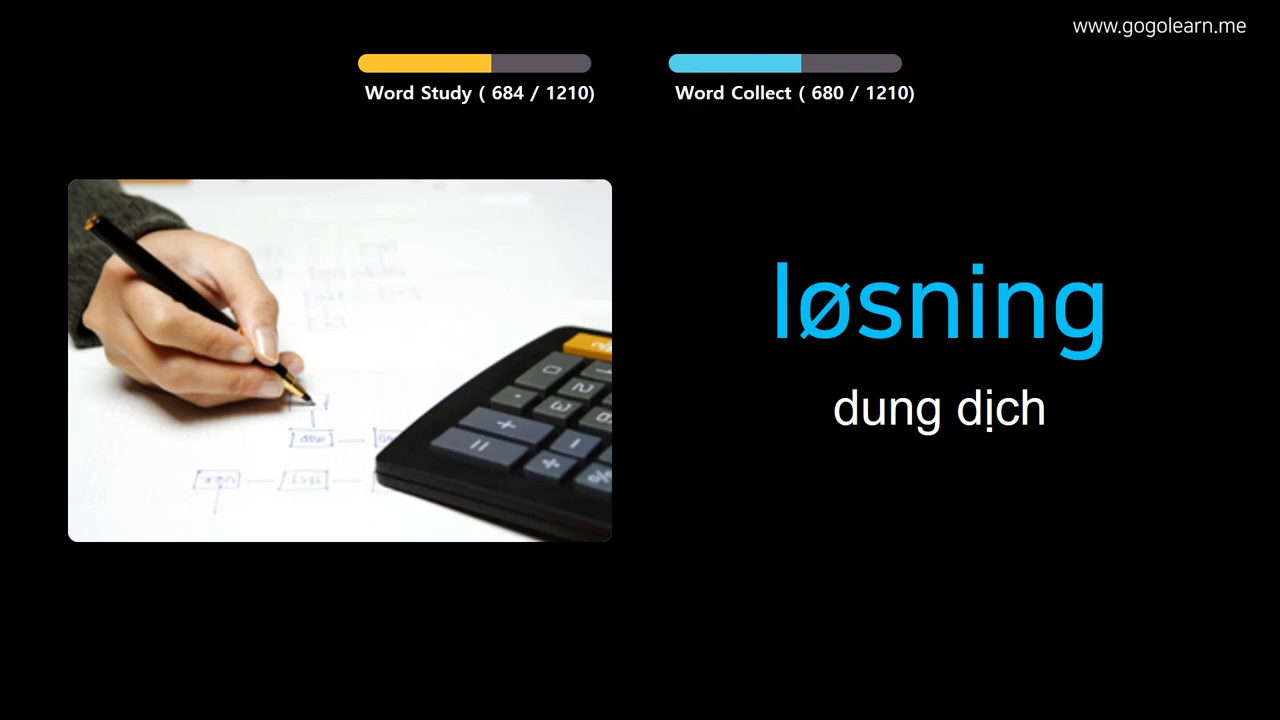 www.gogolearn.me
Word Study ( 684 / 1210)
Word Collect ( 680 / 1210)
løsning
dung dịch